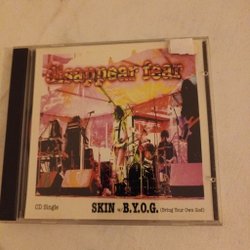 disappear fear
CD Single
SKIN w/ B.Y.O.G. (Bring Your Own God)